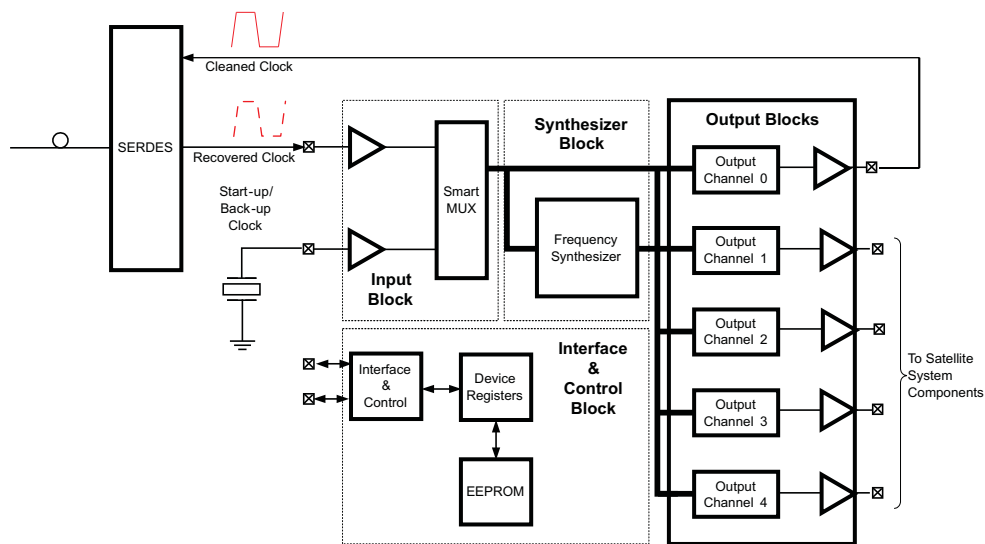 Cleaned Clock
SERDES
Recovered Clock
Start-up/
Back-up
Clock
Smart
MUX
Input
Block
Synthesizer
Block
Frequency
Synthesizer
Output Blocks
Output
Channel 0
Output
Channel 1
Output
Channel 2
Output
Channel 3
Output
Channel 4
To Satellite
System
Components
Interface
&
Control
Device
Registers
EEPROM
Interface
&
Control
Block